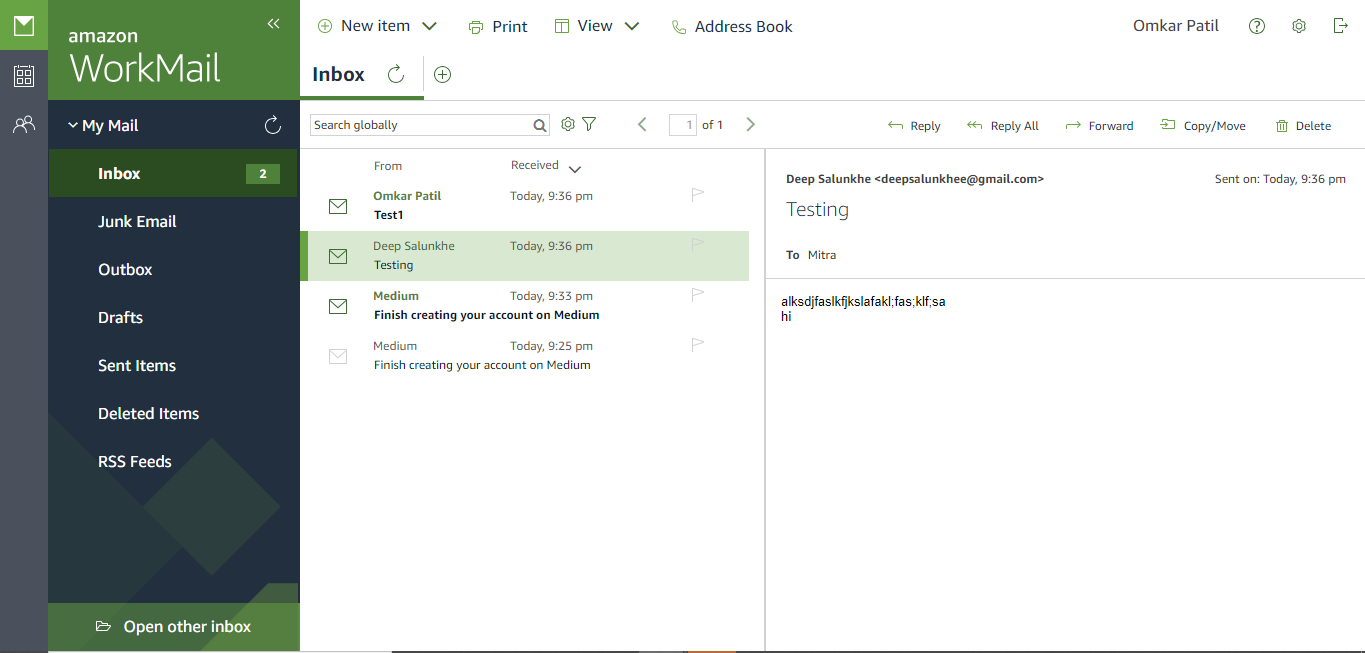 amazon
WorkMail
New item
Print
View
Address Book
Omkar Patil
Inbox
My Mail
Search globally
1 of 1
Reply
Reply All
Forward
Copy/Move
Delete
Inbox 2
Junk Email
Outbox
Drafts
Sent Items
Deleted Items
RSS Feeds
Open other inbox
From Received
Omkar Patil Today, 9:36 pm
Test1
Deep Salunkhe Today, 9:36 pm
Testing
Medium Today, 9:33 pm
Finish creating your account on Medium
Medium Today, 9:25 pm
Finish creating your account on Medium
Deep Salunkhe <deepsalunkhee@gmail.com> Sent on: Today, 9:36 pm
Testing
To Mitra
alksdjfaslkfjkslafakl;fas;klf;sa
hi